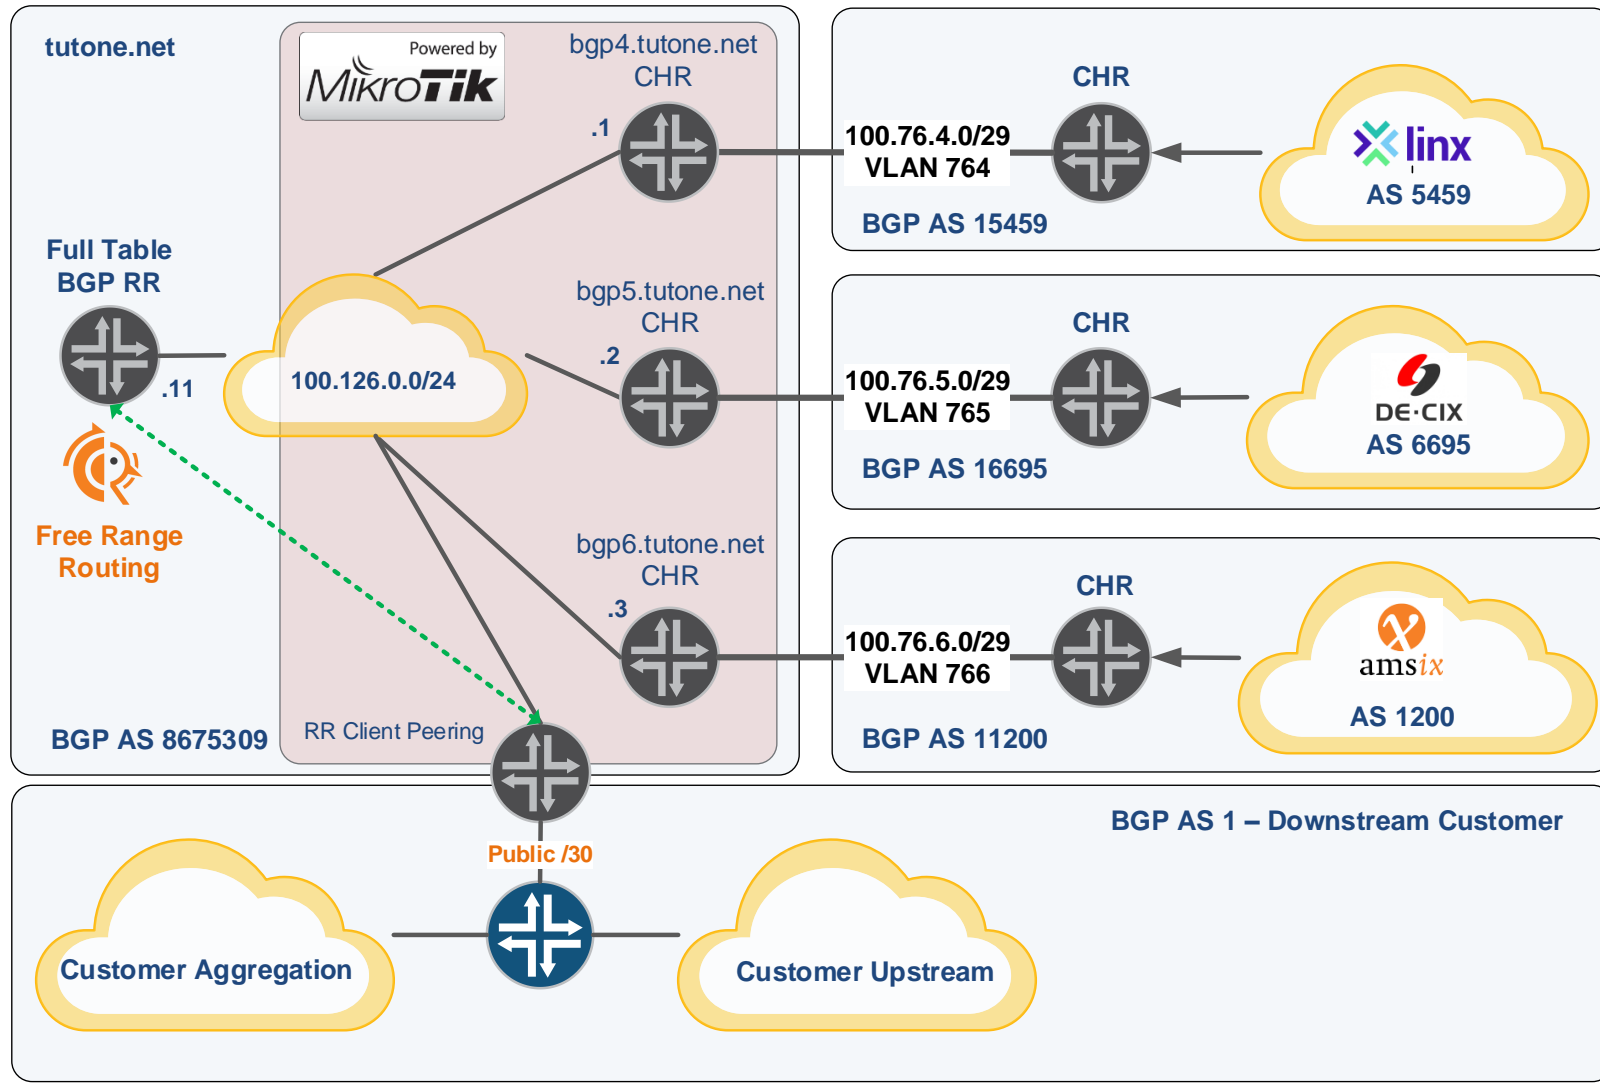 tutone.net
Powered by
MikroTik
bgp4.tutone.net
CHR
.1
100.76.4.0/29
VLAN 764
CHR
linx
AS 5459
BGP AS 15459
Full Table
BGP RR
.11
100.126.0.0/24
bgp5.tutone.net
CHR
.2
100.76.5.0/29
VLAN 765
CHR
DE-CIX
AS 6695
BGP AS 16695
Free Range
Routing
bgp6.tutone.net
CHR
.3
100.76.6.0/29
VLAN 766
CHR
amsix
AS 1200
BGP AS 11200
BGP AS 8675309
RR Client Peering
BGP AS 1 – Downstream Customer
Public /30
Customer Aggregation
Customer Upstream